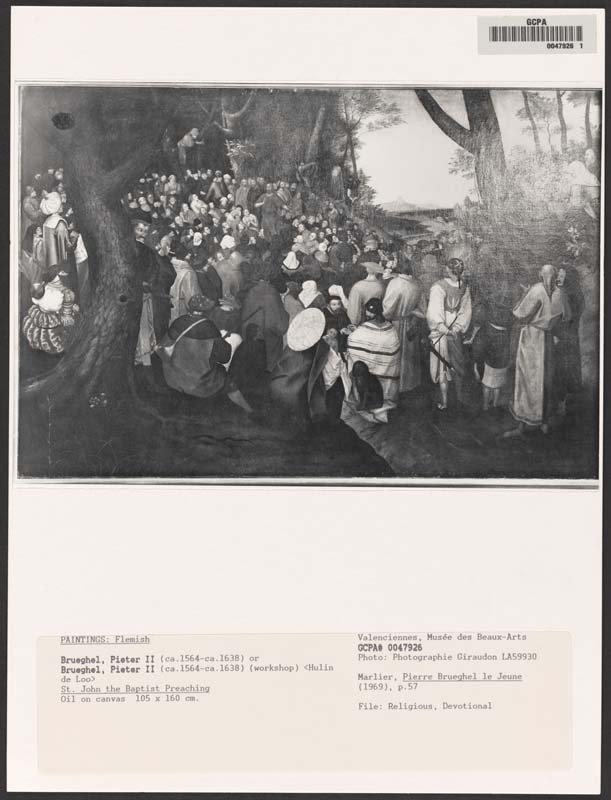 GCPA
0047926 1
PAINTINGS: Flemish
Brueghel, Pieter II (ca.1564-ca.1638) or
Brueghel, Pieter II (ca.1564-ca.1638) (workshop) <Hulin
de Loo>
St. John the Baptist Preaching
Oil on canvas 105 x 160 cm.
Valenciennes, Musée des Beaux-Arts
GCPA# 0047926
Photo: Photographie Giraudon LA59930
Marlier, Pierre Brueghel le Jeune
(1969), p.57
File: Religious, Devotional